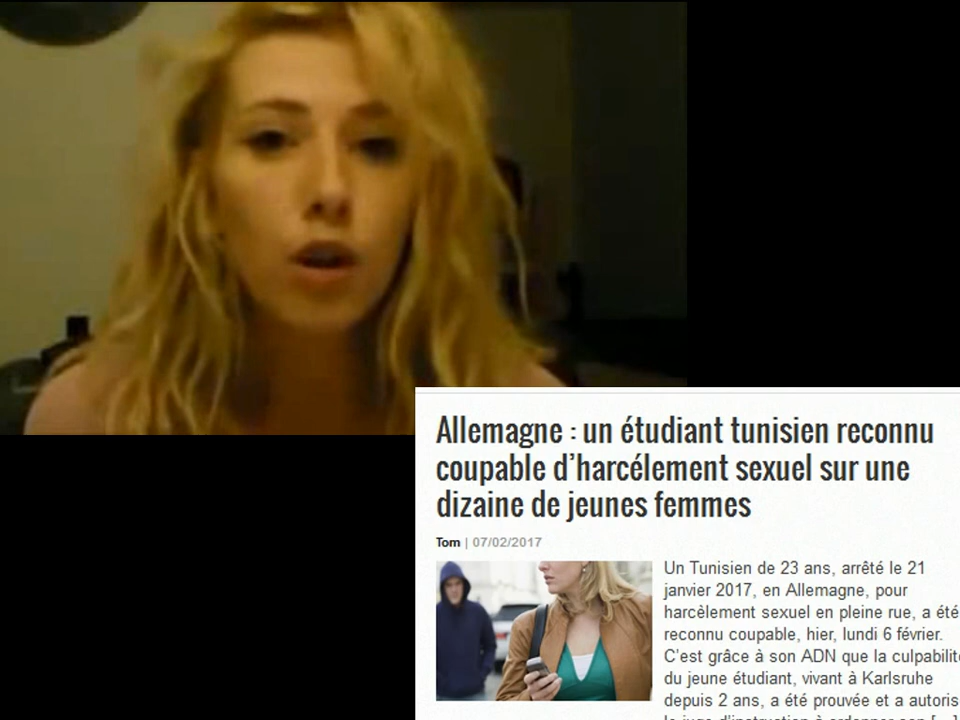 Allemagne : un étudiant tunisien reconnu
coupable d'harcélement sexuel sur une
dizaine de jeunes femmes
Tom | 07/02/2017
Un Tunisien de 23 ans, arrêté le 21
janvier 2017, en Allemagne, pour
harcèlement sexuel en pleine rue, a été
reconnu coupable, hier, lundi 6 février.
C'est grâce à son ADN que la culpabilité
du jeune étudiant, vivant à Karlsruhe
depuis 2 ans, a été prouvée et a autoris